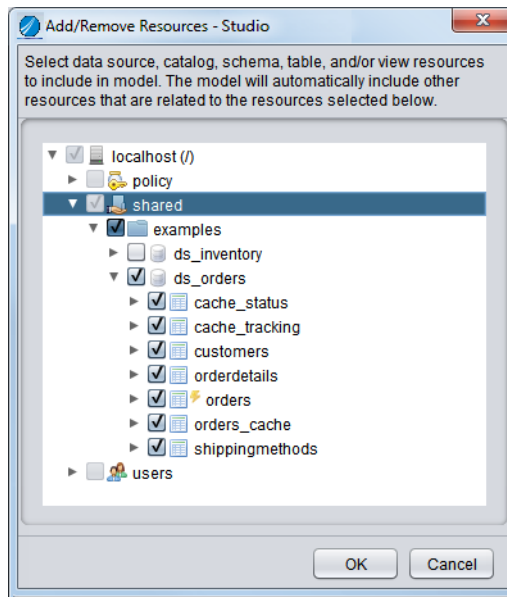 Add/Remove Resources - Studio
Select data source, catalog, schema, table, and/or view resources
to include in model. The model will automatically include other
resources that are related to the resources selected below.
localhost (/)
policy
shared
examples
ds_inventory
ds_orders
cache_status
cache_tracking
customers
orderdetails
orders
orders_cache
shippingmethods
users
OK Cancel